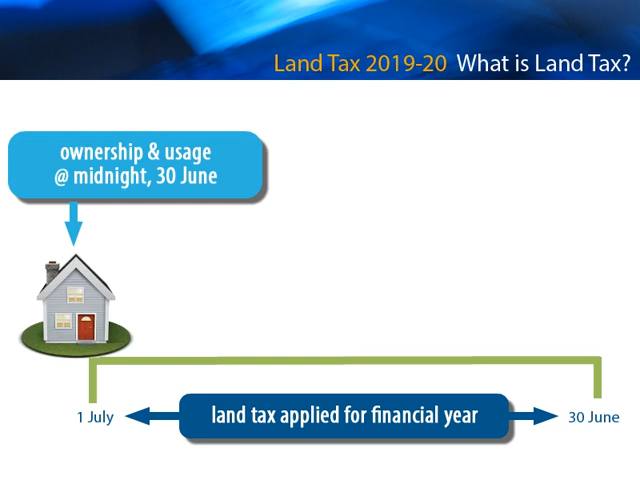 Land Tax 2019-20 What is Land Tax?
ownership & usage
@ midnight, 30 June
1 July
land tax applied for financial year
30 June